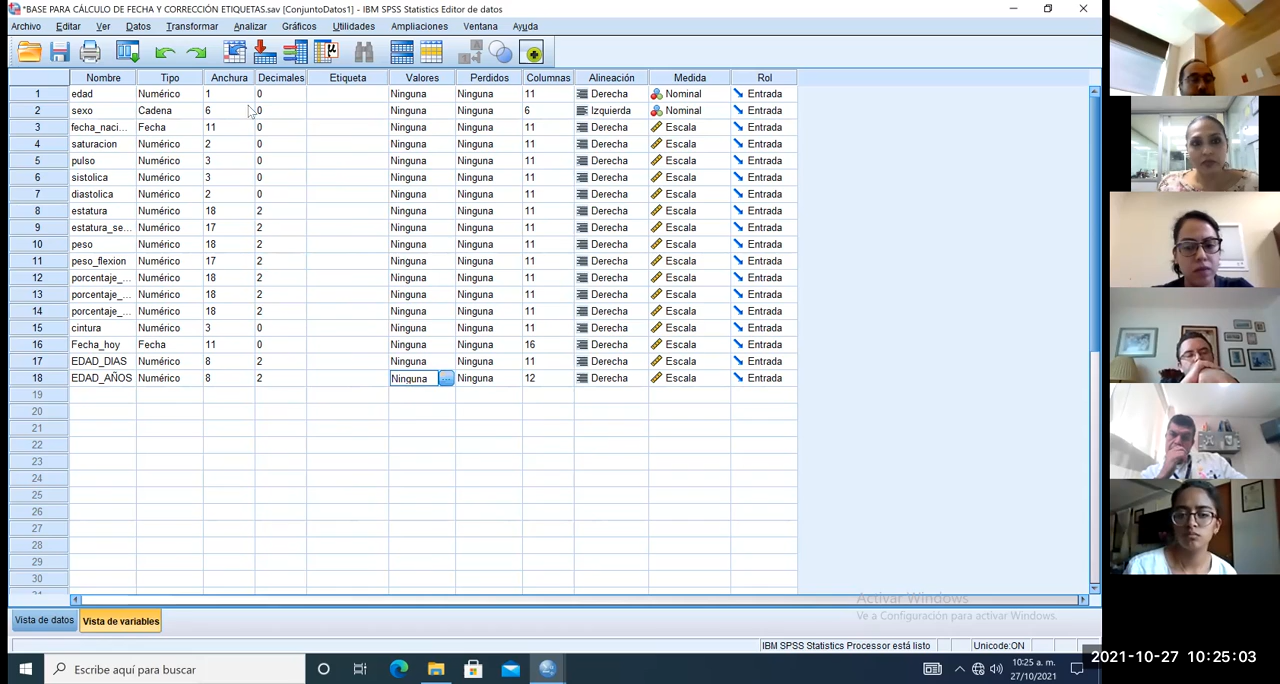 *BASE PARA CÁLCULO DE FECHA Y CORRECCIÓN ETIQUETAS.sav [ConjuntoDatos1] - IBM SPSS Statistics Editor de datos
Archivo Editar Ver Datos Transformar Analizar Gráficos Utilidades Ampliaciones Ventana Ayuda
Nombre Tipo Anchura Decimales Etiqueta Valores Perdidos Columnas Alineación Medida Rol
1 edad Numérico 1 0 Ninguna Ninguna 11 Derecha Nominal Entrada
2 sexo Cadena 6 0 Ninguna Ninguna 6 Izquierda Nominal Entrada
3 fecha_naci... Fecha 11 0 Ninguna Ninguna 11 Derecha Escala Entrada
4 saturacion Numérico 2 0 Ninguna Ninguna 11 Derecha Escala Entrada
5 pulso Numérico 3 0 Ninguna Ninguna 11 Derecha Escala Entrada
6 sistolica Numérico 3 0 Ninguna Ninguna 11 Derecha Escala Entrada
7 diastolica Numérico 2 0 Ninguna Ninguna 11 Derecha Escala Entrada
8 estatura Numérico 18 2 Ninguna Ninguna 11 Derecha Escala Entrada
9 estatura_se... Numérico 17 2 Ninguna Ninguna 11 Derecha Escala Entrada
10 peso Numérico 18 2 Ninguna Ninguna 11 Derecha Escala Entrada
11 peso_flexion Numérico 17 2 Ninguna Ninguna 11 Derecha Escala Entrada
12 porcentaje_... Numérico 18 2 Ninguna Ninguna 11 Derecha Escala Entrada
13 porcentaje_... Numérico 18 2 Ninguna Ninguna 11 Derecha Escala Entrada
14 porcentaje_... Numérico 18 2 Ninguna Ninguna 11 Derecha Escala Entrada
15 cintura Numérico 3 0 Ninguna Ninguna 11 Derecha Escala Entrada
16 Fecha_hoy Fecha 11 0 Ninguna Ninguna 16 Derecha Escala Entrada
17 EDAD_DIAS Numérico 8 2 Ninguna Ninguna 11 Derecha Escala Entrada
18 EDAD_AÑOS Numérico 8 2 Ninguna ... Ninguna 12 Derecha Escala Entrada
19
20
21
22
23
24
25
26
27
28
29
30
Activar Windows
Ve a Configuración para activar Windows.
Vista de datos Vista de variables
IBM SPSS Statistics Processor está listo Unicode:ON
Escribe aquí para buscar
10:25 a. m.
27/10/2021
2021-10-27 10:25:03